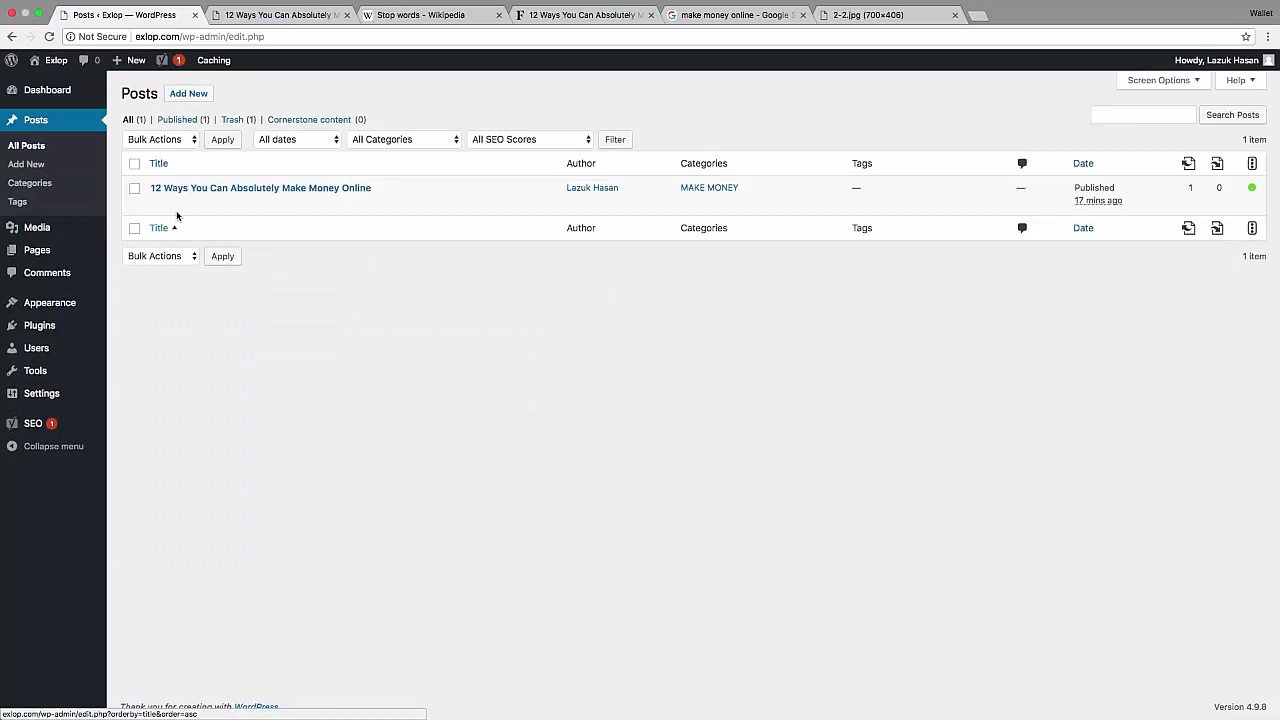 Posts ‹ Exlop — WordPress
12 Ways You Can Absolutely M
Stop words - Wikipedia
12 Ways You Can Absolutely M
make money online - Google S
2-2.jpg (700×406)
Wallet
Not Secure
exlop.com/wp-admin/edit.php
Exlop
0
New
1
Caching
Howdy, Lazuk Hasan
Dashboard
Posts
All Posts
Add New
Categories
Tags
Media
Pages
Comments
Appearance
Plugins
Users
Tools
Settings
SEO 1
Collapse menu
Posts Add New
Screen Options
Help
All (1) | Published (1) | Trash (1) | Cornerstone content (0)
Search Posts
Bulk Actions Apply All dates All Categories All SEO Scores Filter
1 item
Title Author Categories Tags Date
12 Ways You Can Absolutely Make Money Online Lazuk Hasan MAKE MONEY — — Published 1 0
17 mins ago
Title Author Categories Tags Date
Bulk Actions Apply
1 item
Thank you for creating with WordPress.
Version 4.9.8
exlop.com/wp-admin/edit.php?orderby=title&order=asc